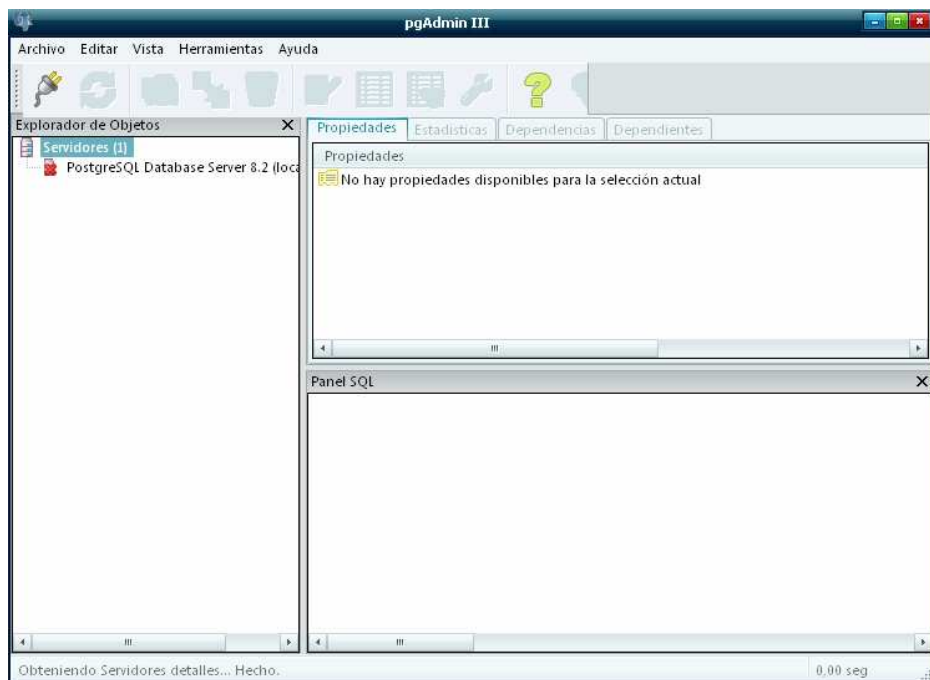 pgAdmin III
Archivo Editar Vista Herramientas Ayuda
Explorador de Objetos
Servidores (1)
PostgreSQL Database Server 8.2 (loca
Propiedades Estadisticas Dependencias Dependientes
Propiedades
No hay propiedades disponibles para la selección actual
Panel SQL
Obteniendo Servidores detalles... Hecho.
0,00 seg